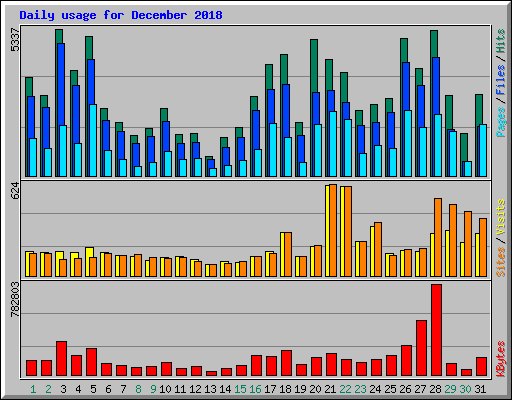 Daily usage for December 2018
5337
Pages / Files / Hits
624
Sites / Visits
782803
KBytes
1 2 3 4 5 6 7 8 9 10 11 12 13 14 15 16 17 18 19 20 21 22 23 24 25 26 27 28 29 30 31